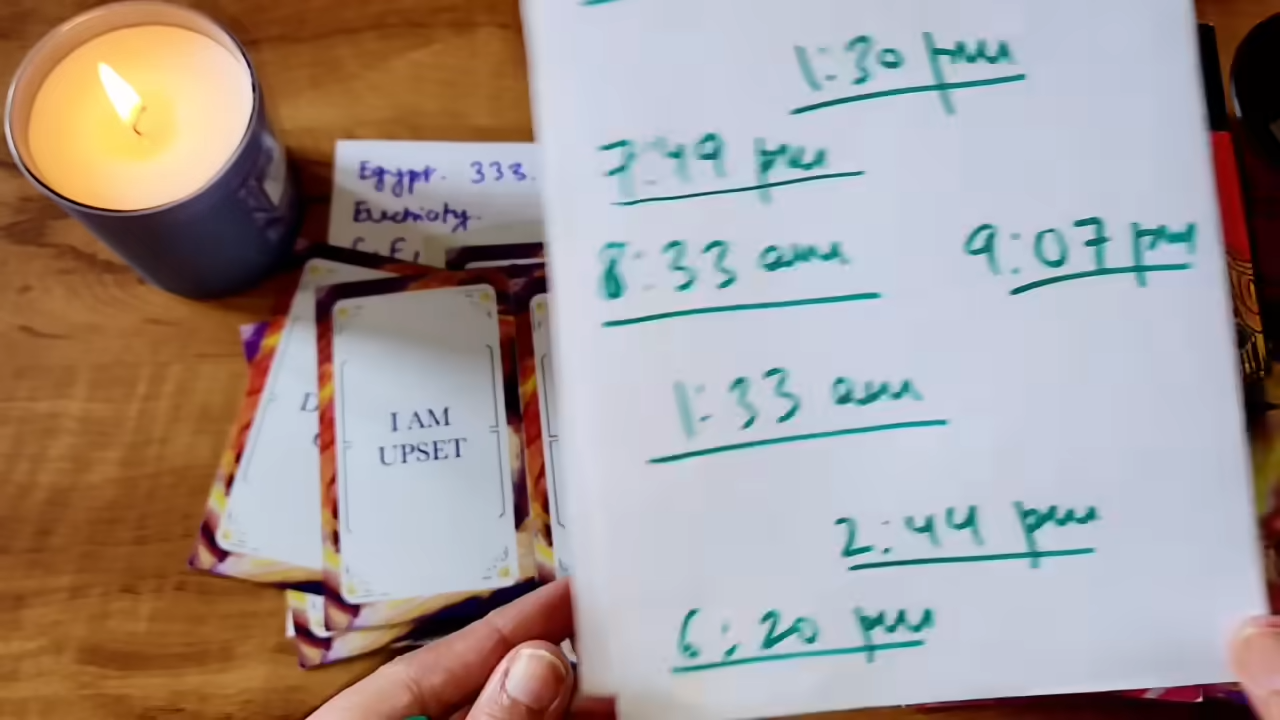 1:30 pm
7:49 pm
8:33 am
9:07 pm
1:33 am
2:44 pm
6:20 pm
Egypt. 333.
I AM
UPSET